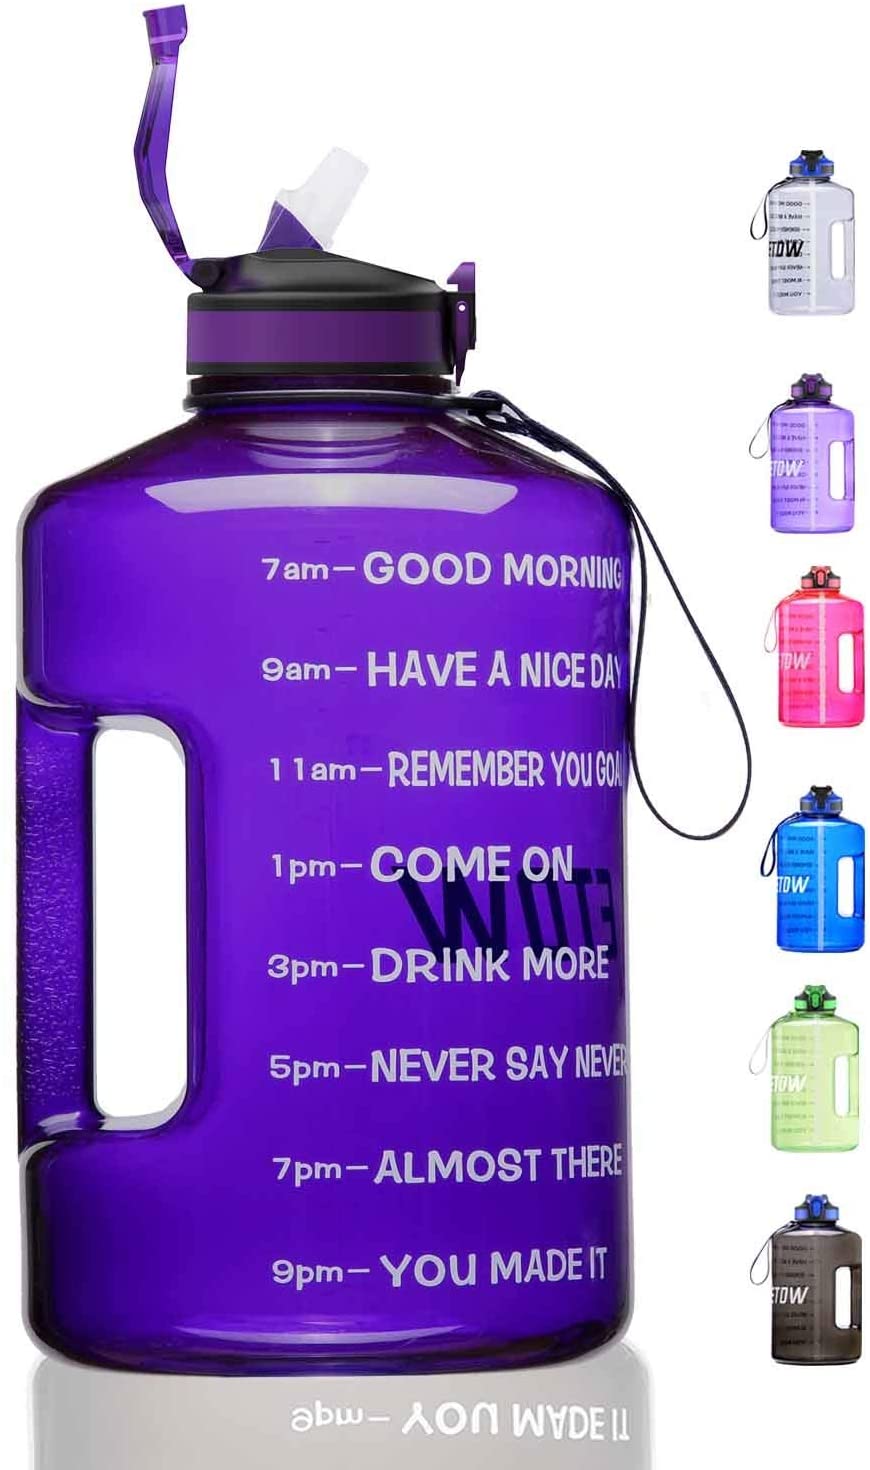 7am—GOOD MORNING
9am—HAVE A NICE DAY
11am—REMEMBER YOU GOAL
1pm—COME ON
ETOW
3pm—DRINK MORE
5pm—NEVER SAY NEVER
7pm—ALMOST THERE
9pm—YOU MADE IT
9pm—YOU MADE IT
ETOW
ETOW
ETOW
ETOW
ETOW
ETOW